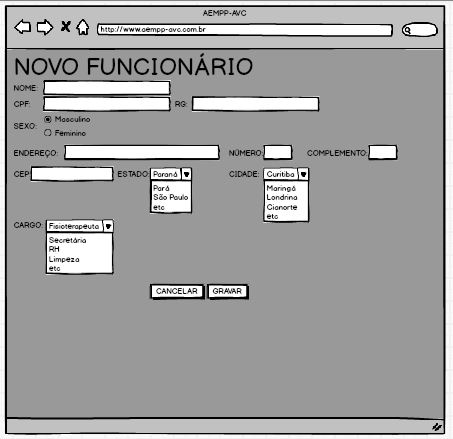 AEMPP-AVC
http://www.aempp-avc.com.br
NOVO FUNCIONÁRIO
NOME:
CPF: RG:
SEXO: Masculino
Feminino
ENDEREÇO: NÚMERO: COMPLEMENTO:
CEP ESTADO: Paraná CIDADE: Curitiba
Pará Maringá
São Paulo Londrina
etc Cianorte
etc
CARGO: Fisioterapeuta
Secretária
RH
Limpeza
etc
CANCELAR GRAVAR